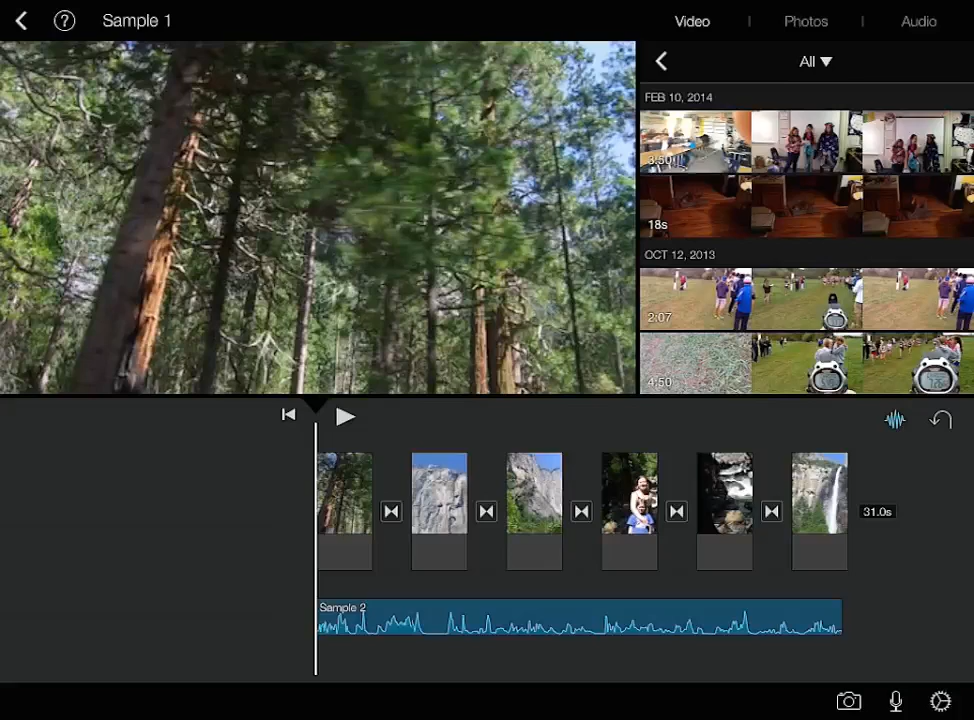 ? Sample 1
Video | Photos | Audio
All ▼
FEB 10, 2014
3:50
18s
OCT 12, 2013
2:07
4:50
31.0s
Sample 2